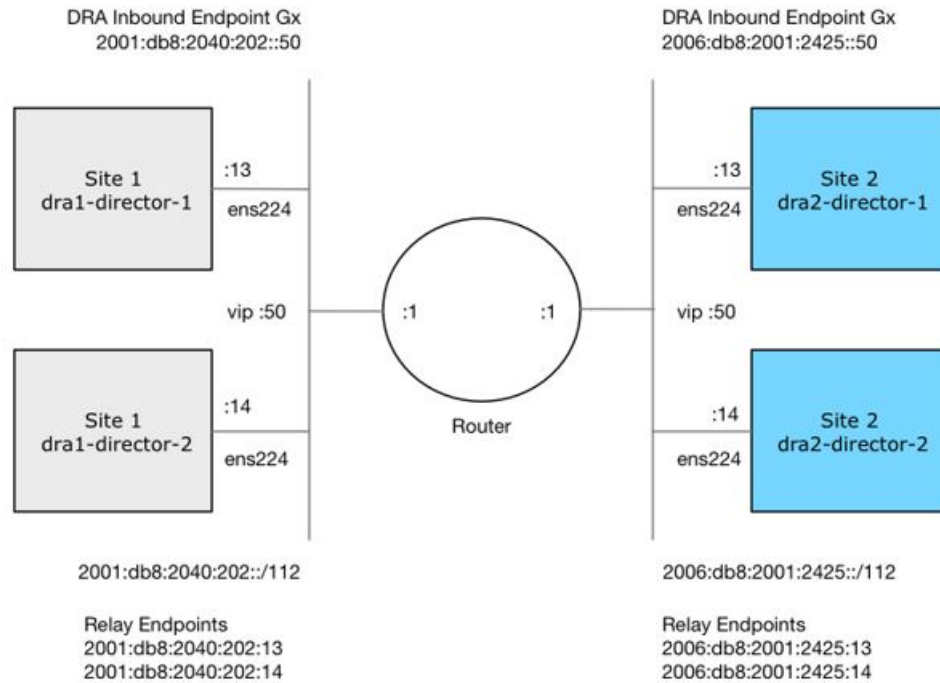 DRA Inbound Endpoint Gx
2001:db8:2040:202::50
DRA Inbound Endpoint Gx
2006:db8:2001:2425::50
Site 1
dra1-director-1
:13
ens224
:13
ens224
Site 2
dra2-director-1
vip :50
:1
:1
vip :50
Site 1
dra1-director-2
:14
ens224
Router
:14
ens224
Site 2
dra2-director-2
2001:db8:2040:202::/112
2006:db8:2001:2425::/112
Relay Endpoints
2001:db8:2040:202:13
2001:db8:2040:202:14
Relay Endpoints
2006:db8:2001:2425:13
2006:db8:2001:2425:14